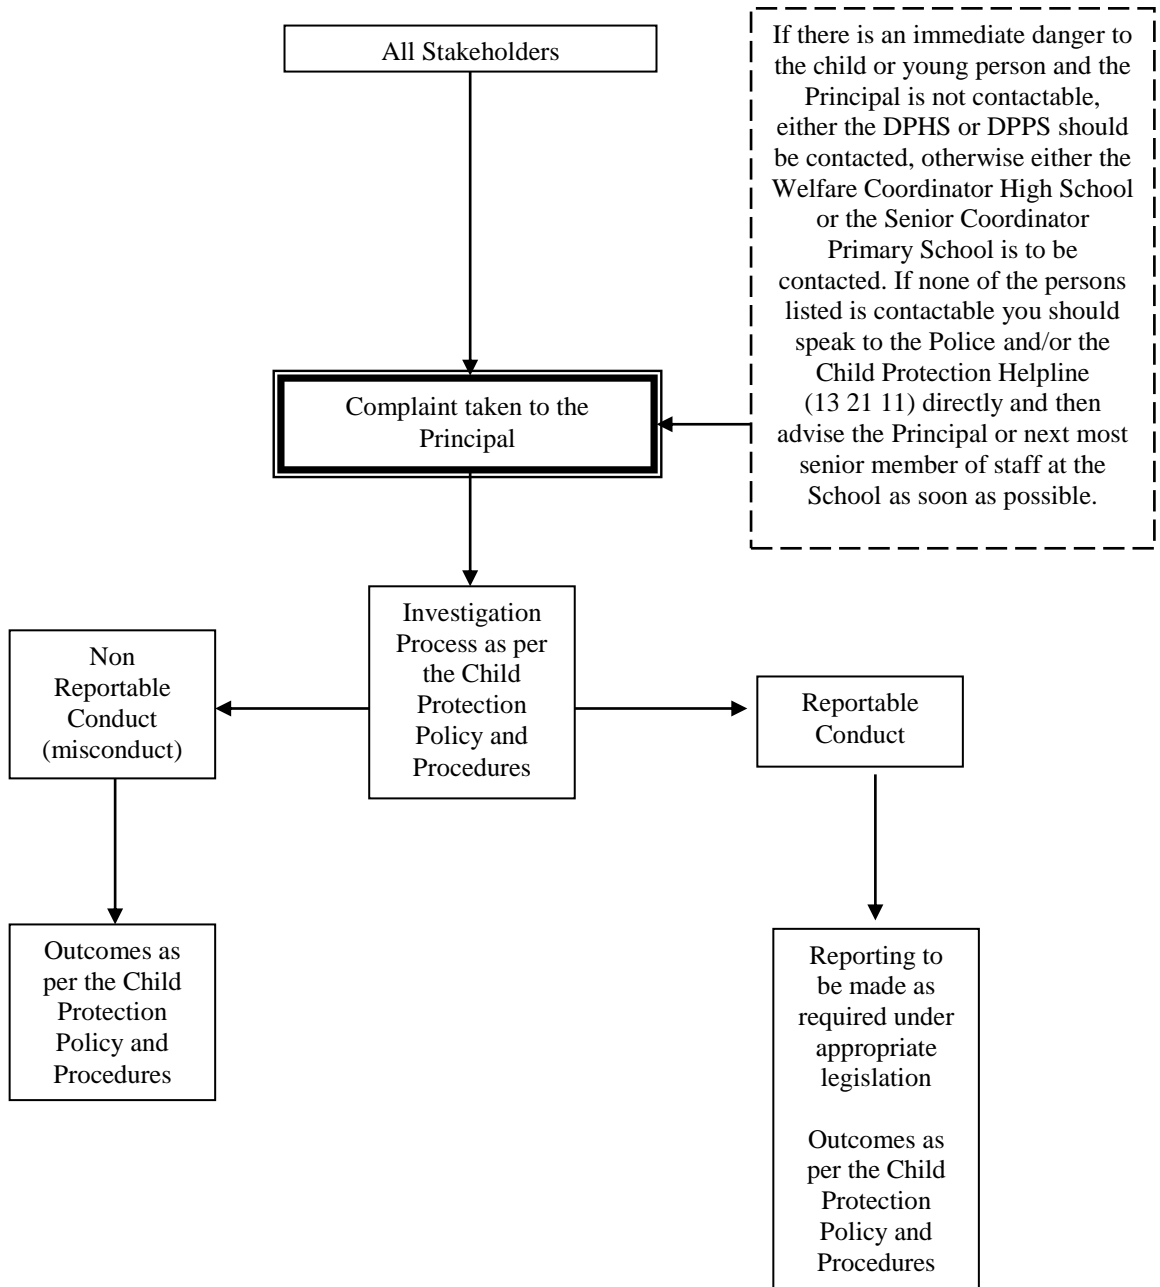 All Stakeholders
If there is an immediate danger to
the child or young person and the
Principal is not contactable,
either the DPHS or DPPS should
be contacted, otherwise either the
Welfare Coordinator High School
or the Senior Coordinator
Primary School is to be
contacted. If none of the persons
listed is contactable you should
speak to the Police and/or the
Child Protection Helpline
(13 21 11) directly and then
advise the Principal or next most
senior member of staff at the
School as soon as possible.
Complaint taken to the
Principal
Investigation
Process as per
the Child
Protection
Policy and
Procedures
Non
Reportable
Conduct
(misconduct)
Reportable
Conduct
Outcomes as
per the Child
Protection
Policy and
Procedures
Reporting to
be made as
required under
appropriate
legislation
Outcomes as
per the Child
Protection
Policy and
Procedures